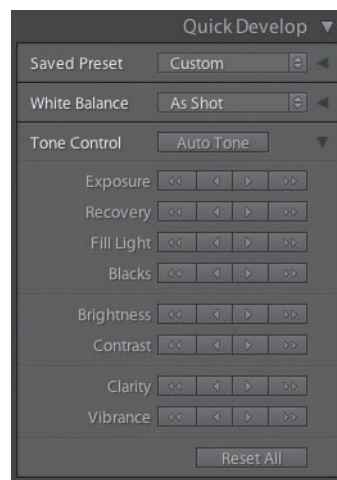 Quick Develop
Saved Preset Custom
White Balance As Shot
Tone Control Auto Tone
Exposure
Recovery
Fill Light
Blacks
Brightness
Contrast
Clarity
Vibrance
Reset All